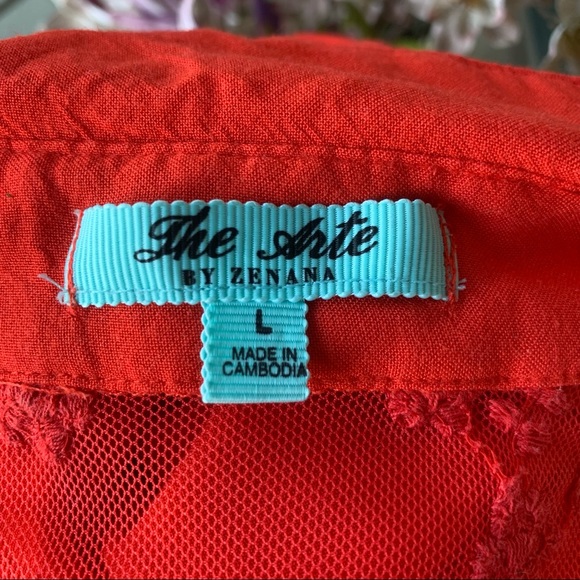 The Arte
BY ZENANA
L
MADE IN
CAMBODIA